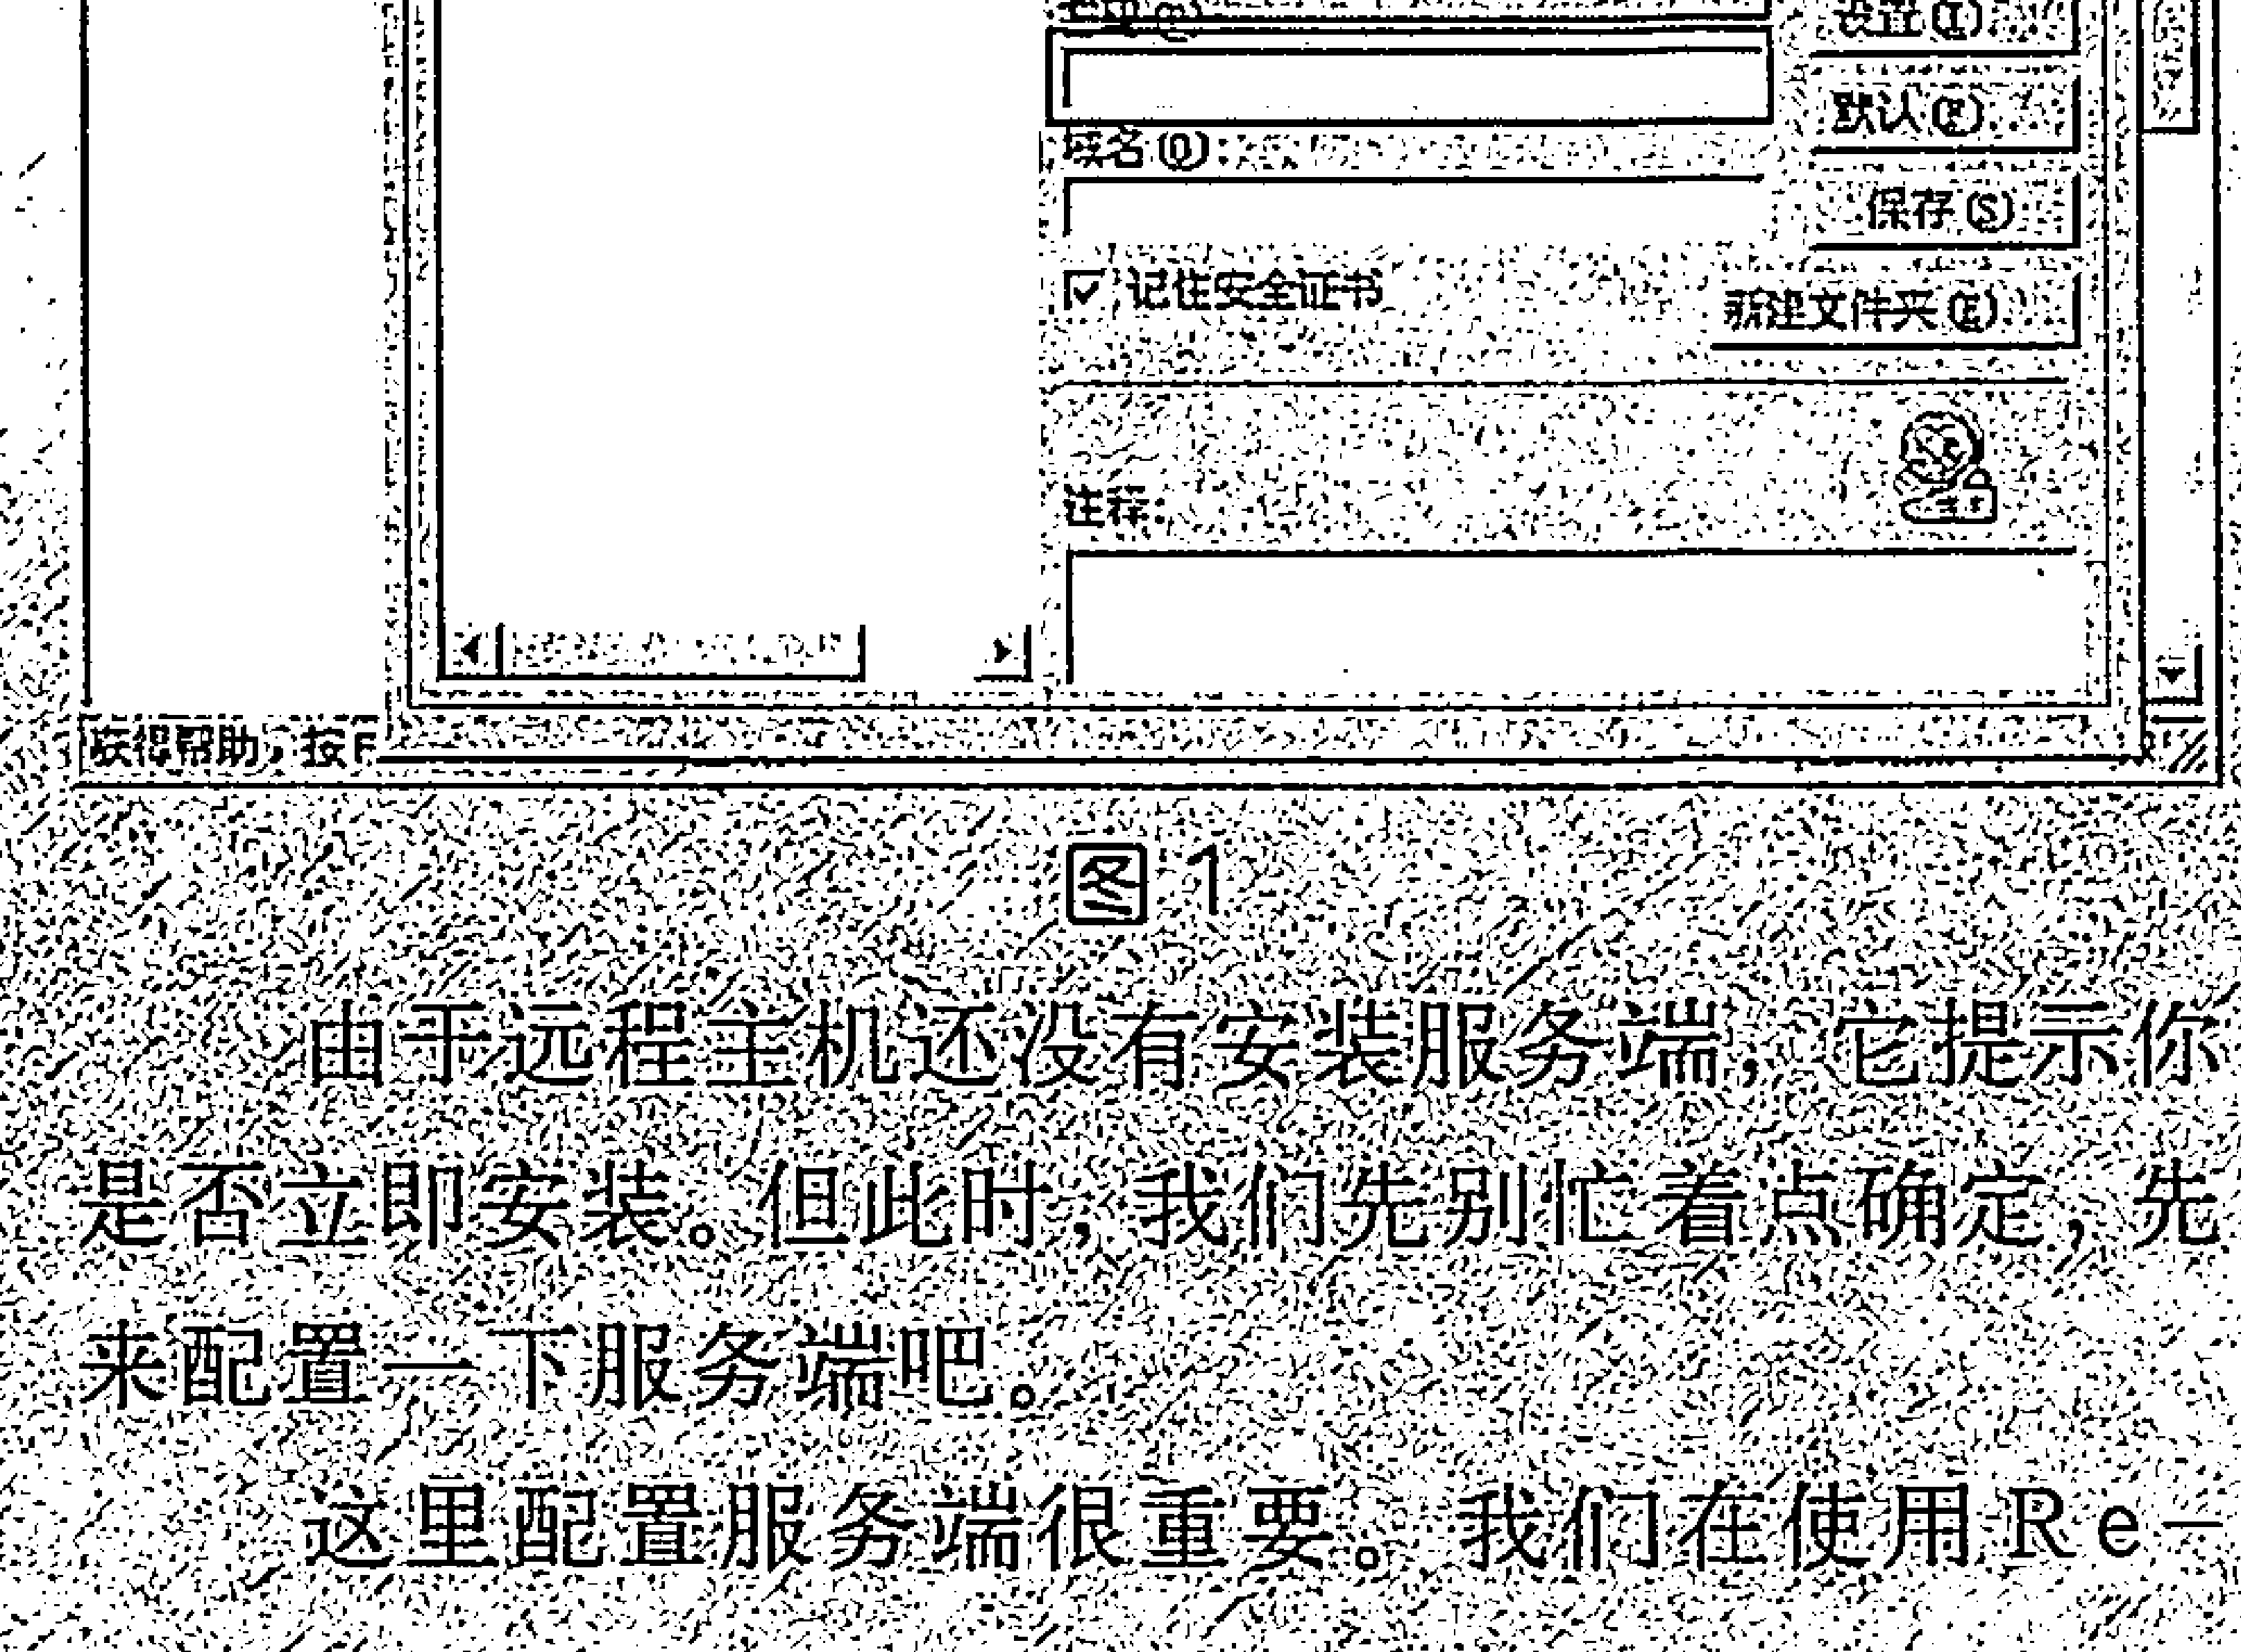 设置(I)
默认(F)
域名(O):
保存(S)
记住安全证书
新建文件夹(E)
注释:
获得帮助，按F
图 1
由于远程主机还没有安装服务端，它提示你
是否立即安装。但此时，我们先别忙着点确定，先
来配置一下服务端吧。
这里配置服务端很重要。我们在使用 Re－